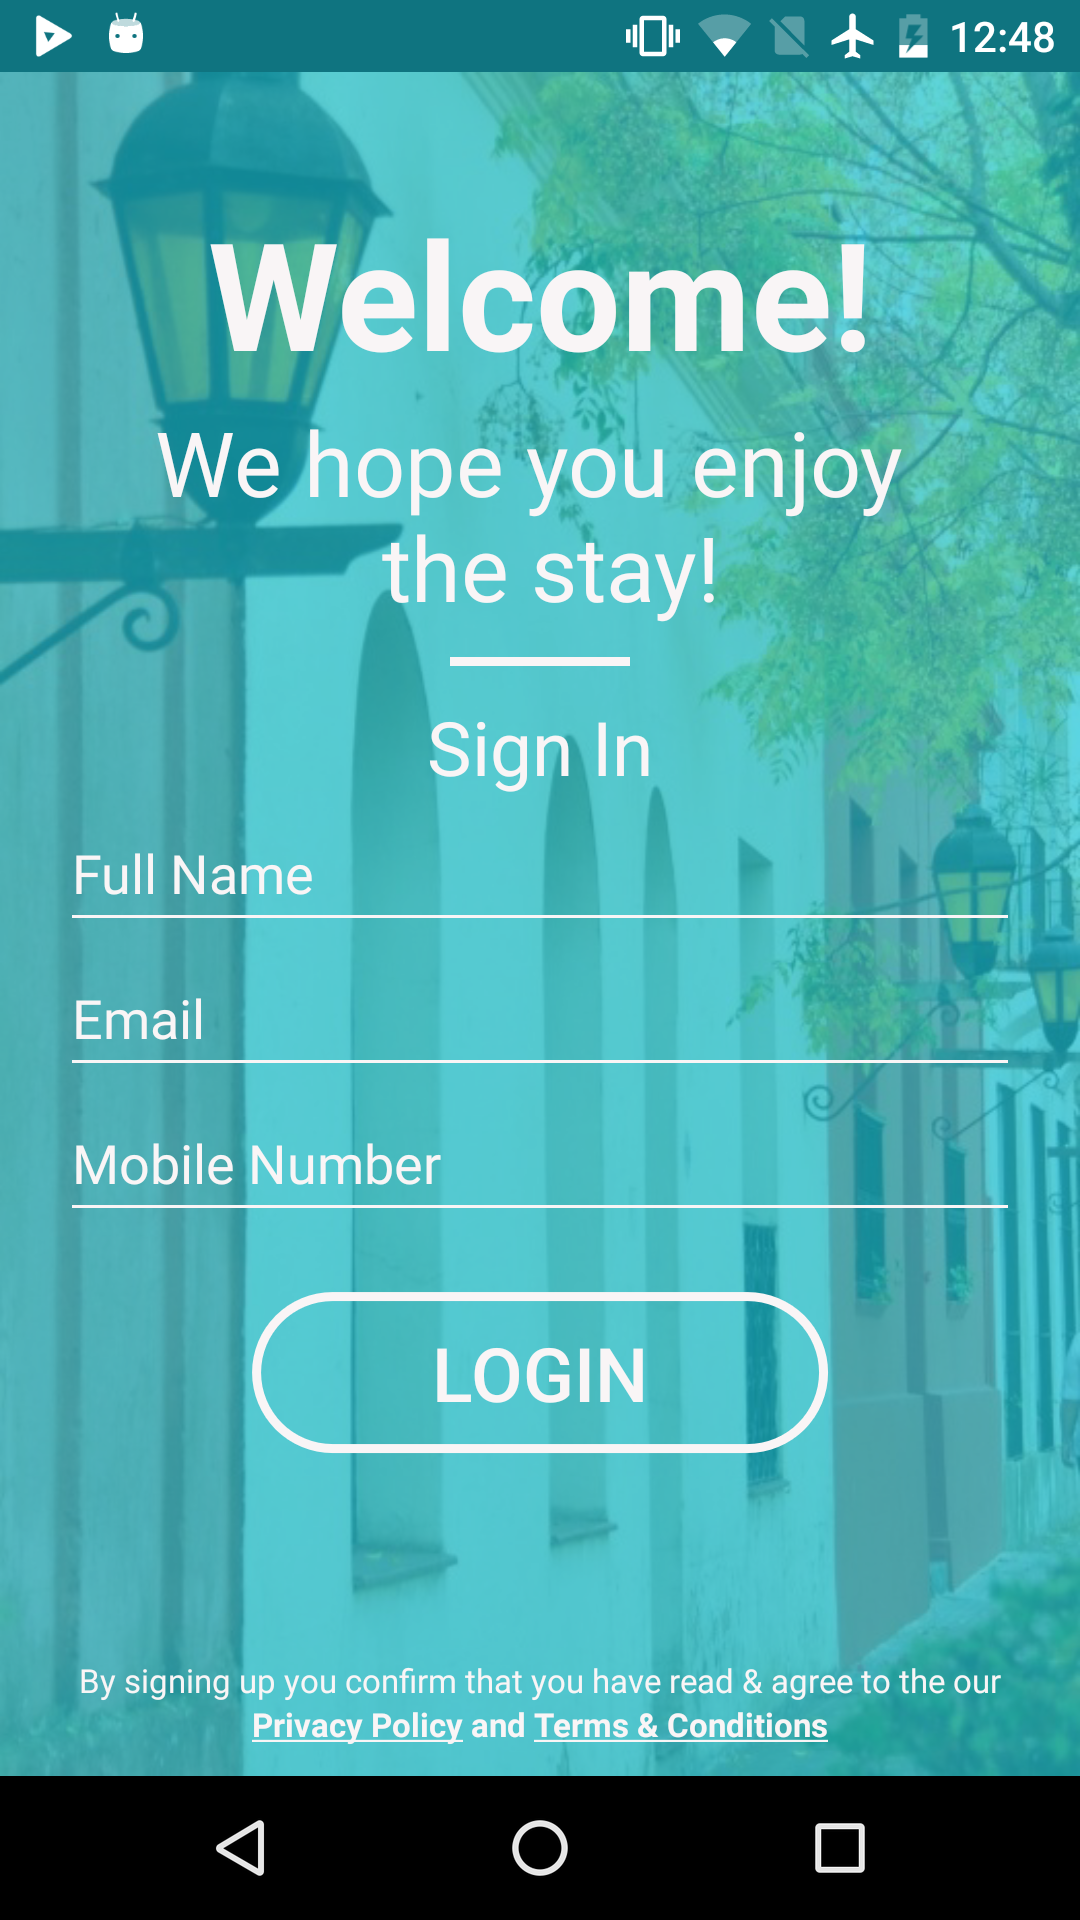 12:48
Welcome!
We hope you enjoy
the stay!
Sign In
Full Name
Email
Mobile Number
LOGIN
By signing up you confirm that you have read & agree to the our
Privacy Policy and Terms & Conditions